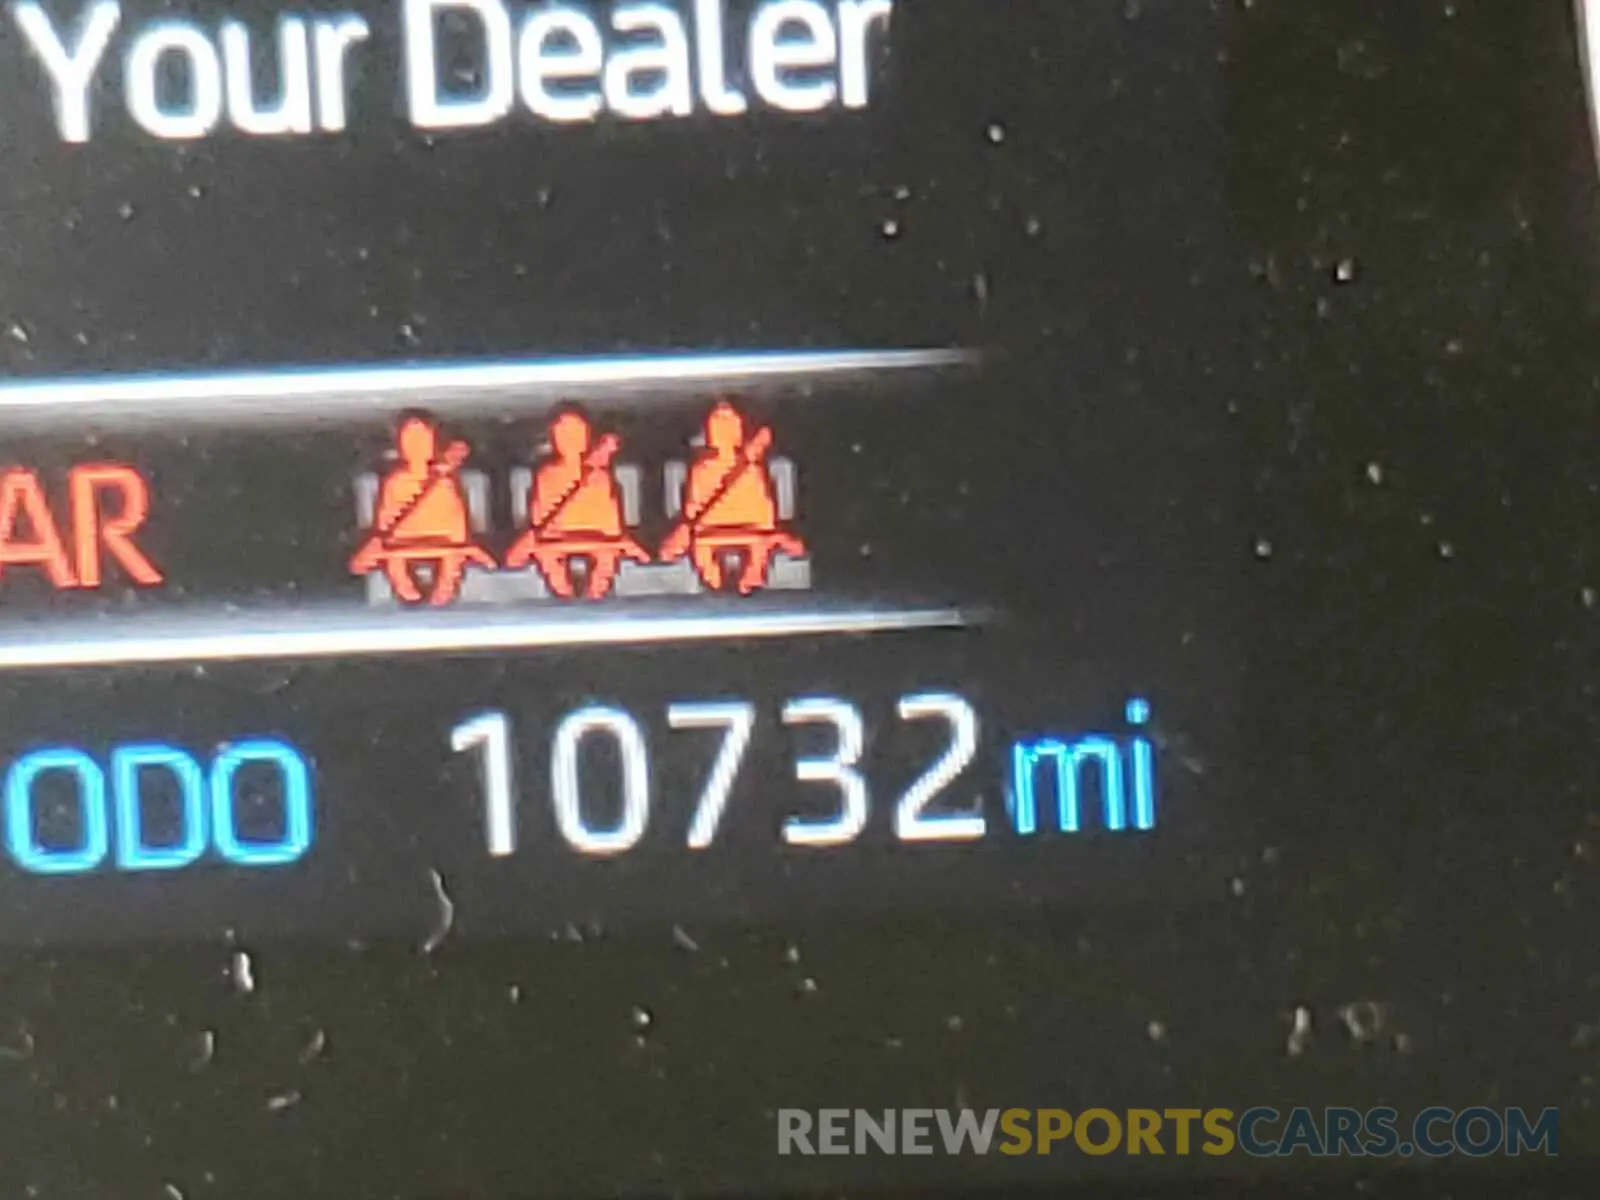 Your Dealer
AR
ODO 10732 mi
RENEWSPORTSCARS.COM